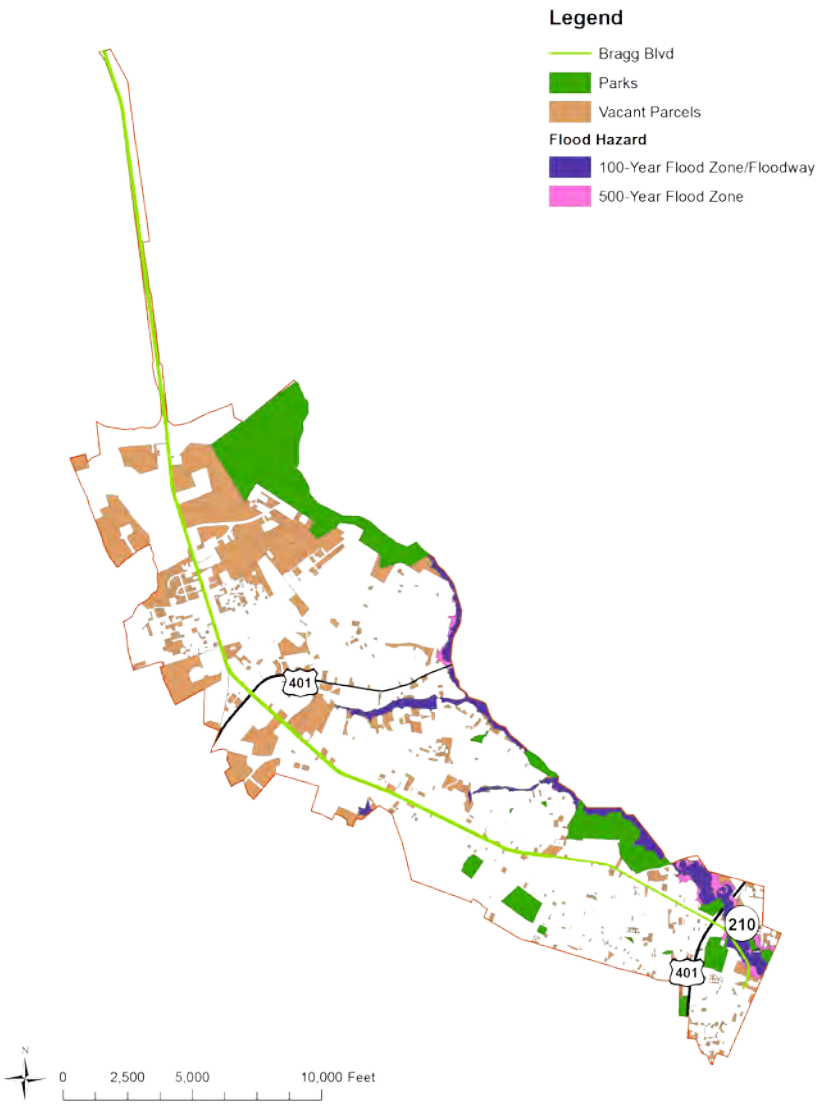 Legend
Bragg Blvd
Parks
Vacant Parcels
Flood Hazard
100-Year Flood Zone/Floodway
500-Year Flood Zone
401
210
401
N
0 2,500 5,000 10,000 Feet